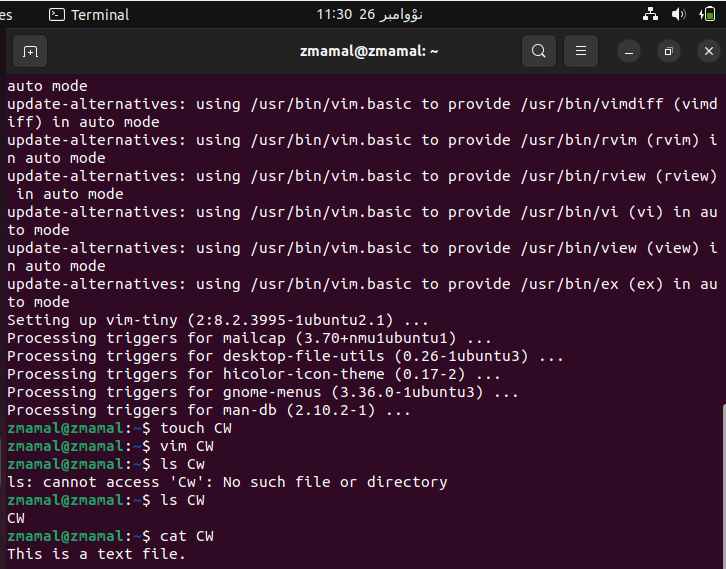 es Terminal 11:30 26 نؤوامبر
zmamal@zmamal: ~
auto mode
update-alternatives: using /usr/bin/vim.basic to provide /usr/bin/vimdiff (vimd
iff) in auto mode
update-alternatives: using /usr/bin/vim.basic to provide /usr/bin/rvim (rvim) i
n auto mode
update-alternatives: using /usr/bin/vim.basic to provide /usr/bin/rview (rview)
 in auto mode
update-alternatives: using /usr/bin/vim.basic to provide /usr/bin/vi (vi) in au
to mode
update-alternatives: using /usr/bin/vim.basic to provide /usr/bin/view (view) i
n auto mode
update-alternatives: using /usr/bin/vim.basic to provide /usr/bin/ex (ex) in au
to mode
Setting up vim-tiny (2:8.2.3995-1ubuntu2.1) ...
Processing triggers for mailcap (3.70+nmu1ubuntu1) ...
Processing triggers for desktop-file-utils (0.26-1ubuntu3) ...
Processing triggers for hicolor-icon-theme (0.17-2) ...
Processing triggers for gnome-menus (3.36.0-1ubuntu3) ...
Processing triggers for man-db (2.10.2-1) ...
zmamal@zmamal:~$ touch CW
zmamal@zmamal:~$ vim CW
zmamal@zmamal:~$ ls Cw
ls: cannot access 'Cw': No such file or directory
zmamal@zmamal:~$ ls CW
CW
zmamal@zmamal:~$ cat CW
This is a text file.